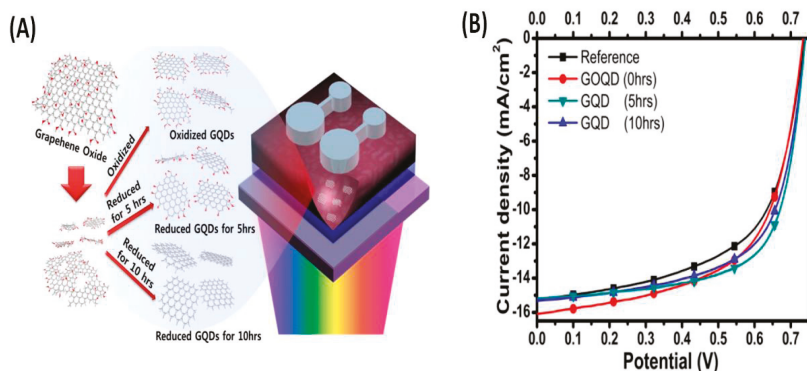 (A)
Grapehene Oxide
Oxidized
Oxidized GQDs
Reduced
for 5 hrs
Reduced GQDs for 5hrs
Reduced
for 10 hrs
Reduced GQDs for 10hrs
(B)
0.0 0.1 0.2 0.3 0.4 0.5 0.6 0.7
Current density (mA/cm²)
0
-2
-4
-6
-8
-10
-12
-14
-16
Reference
GOQD (0hrs)
GQD (5hrs)
GQD (10hrs)
0.0 0.1 0.2 0.3 0.4 0.5 0.6 0.7
Potential (V)